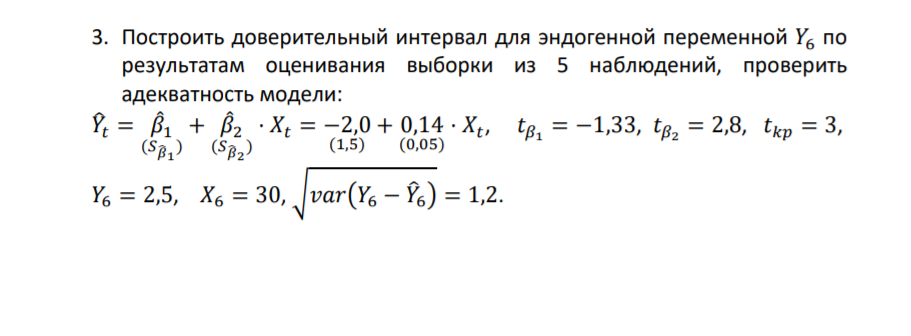 3. Построить доверительный интервал для эндогенной переменной Y₆ по
результатам оценивания выборки из 5 наблюдений, проверить
адекватность модели:
Ŷₜ = β̂₁ + β̂₂ · Xₜ = −2,0 + 0,14 · Xₜ, t_β₁ = −1,33, t_β₂ = 2,8, t_кр = 3,
(S_β̂₁) (S_β̂₂) (1,5) (0,05)
Y₆ = 2,5, X₆ = 30, √var(Y₆ − Ŷ₆) = 1,2.